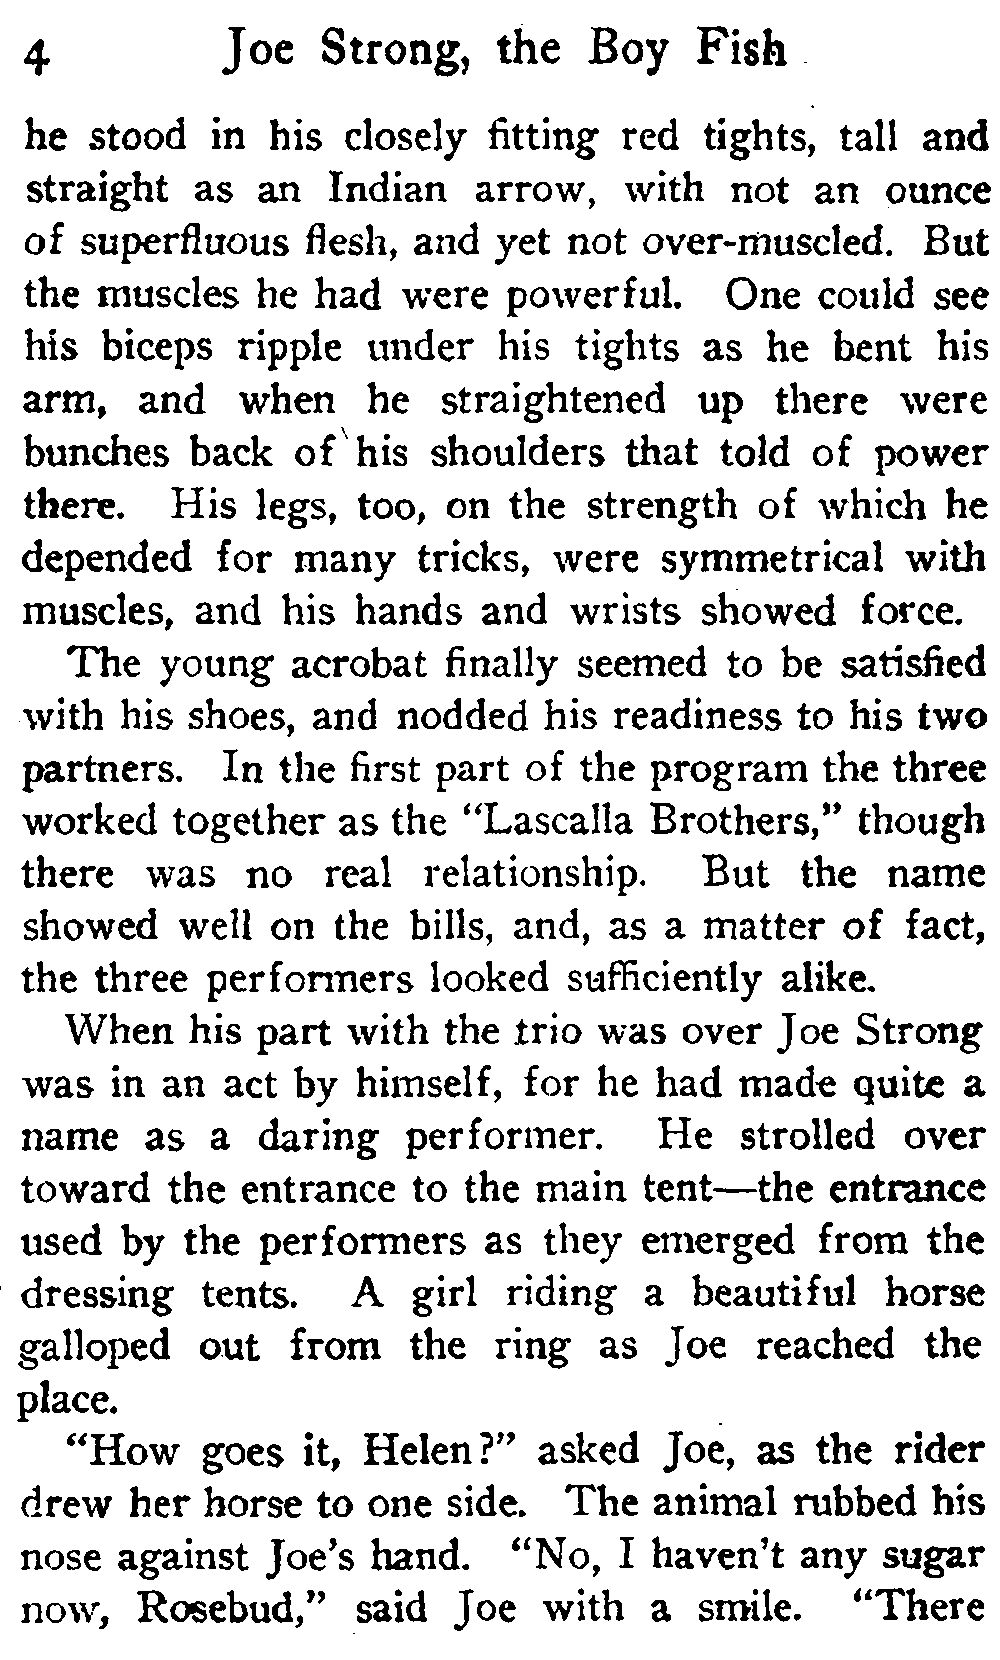 4 Joe Strong, the Boy Fish
he stood in his closely fitting red tights, tall and
straight as an Indian arrow, with not an ounce
of superfluous flesh, and yet not over-muscled. But
the muscles he had were powerful. One could see
his biceps ripple under his tights as he bent his
arm, and when he straightened up there were
bunches back of his shoulders that told of power
there. His legs, too, on the strength of which he
depended for many tricks, were symmetrical with
muscles, and his hands and wrists showed force.
The young acrobat finally seemed to be satisfied
with his shoes, and nodded his readiness to his two
partners. In the first part of the program the three
worked together as the "Lascalla Brothers," though
there was no real relationship. But the name
showed well on the bills, and, as a matter of fact,
the three performers looked sufficiently alike.
When his part with the trio was over Joe Strong
was in an act by himself, for he had made quite a
name as a daring performer. He strolled over
toward the entrance to the main tent—the entrance
used by the performers as they emerged from the
dressing tents. A girl riding a beautiful horse
galloped out from the ring as Joe reached the
place.
"How goes it, Helen?" asked Joe, as the rider
drew her horse to one side. The animal rubbed his
nose against Joe's hand. "No, I haven't any sugar
now, Rosebud," said Joe with a smile. "There